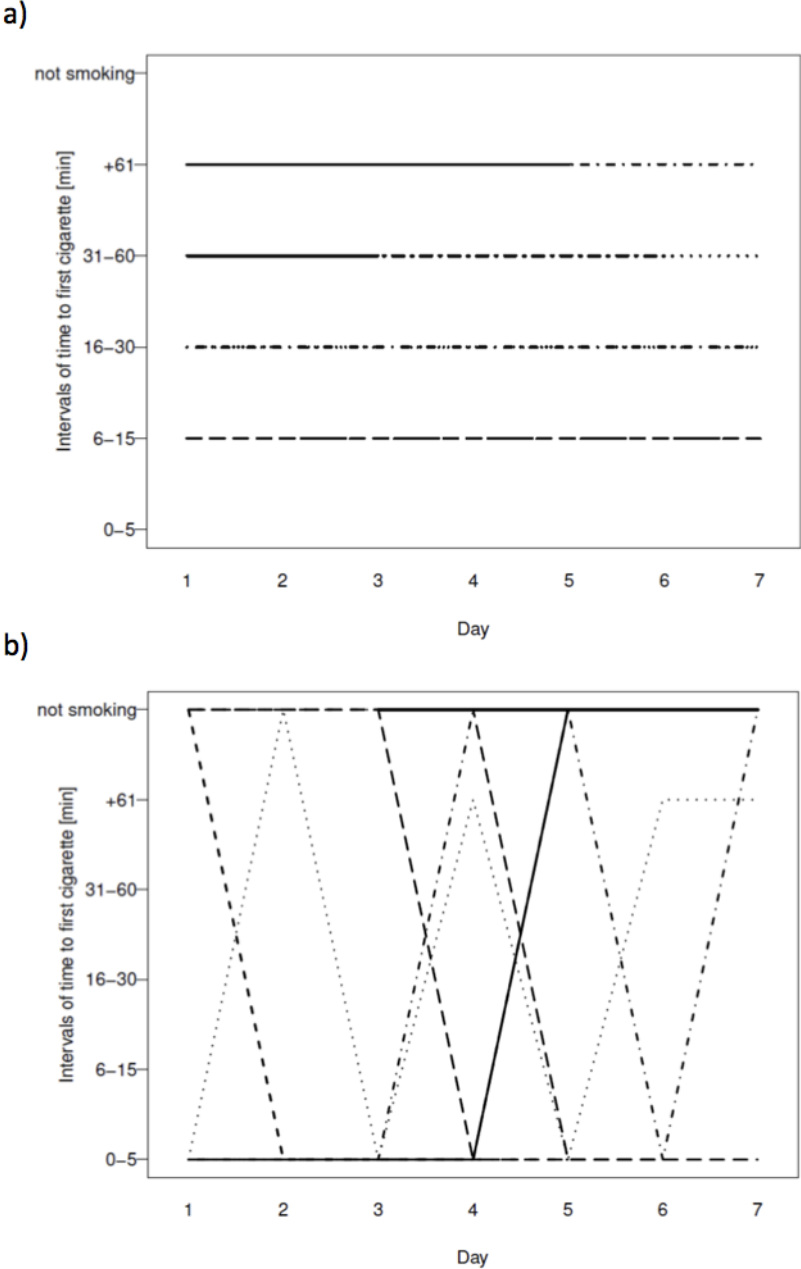 a)
not smoking
+61
31–60
16–30
6–15
0–5
Intervals of time to first cigarette [min]
1 2 3 4 5 6 7
Day
b)
not smoking
+61
31–60
16–30
6–15
0–5
Intervals of time to first cigarette [min]
1 2 3 4 5 6 7
Day